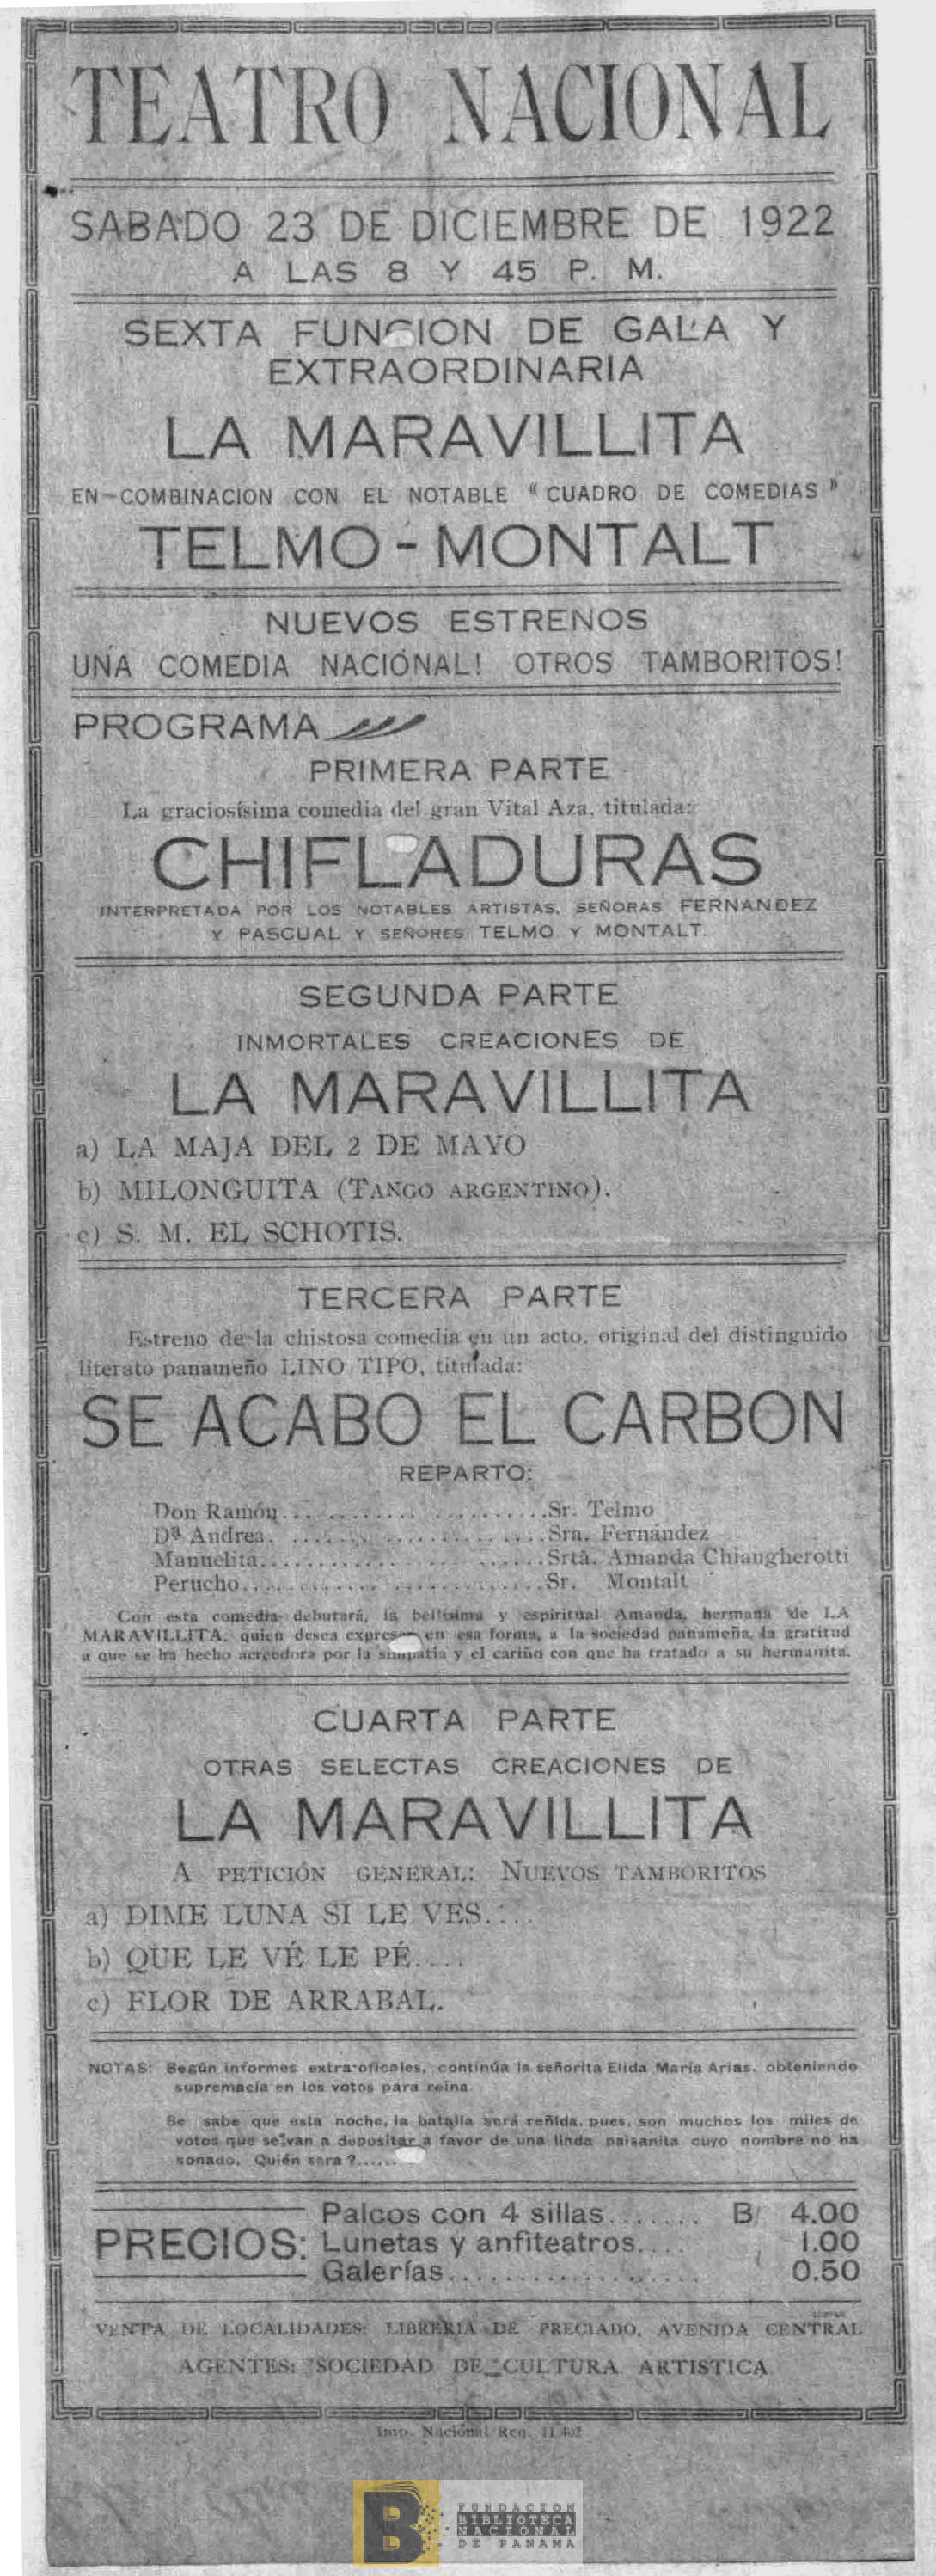 TEATRO NACIONAL
SABADO 23 DE DICIEMBRE DE 1922
A LAS 8 Y 45 P. M.
SEXTA FUNCION DE GALA Y
EXTRAORDINARIA
LA MARAVILLITA
EN COMBINACION CON EL NOTABLE "CUADRO DE COMEDIAS"
TELMO - MONTALT
NUEVOS ESTRENOS
UNA COMEDIA NACIONAL! OTROS TAMBORITOS!
PROGRAMA
PRIMERA PARTE
La graciosísima comedia del gran Vital Aza, titulada:
CHIFLADURAS
INTERPRETADA POR LOS NOTABLES ARTISTAS, SEÑORAS FERNANDEZ
Y PASCUAL Y SEÑORES TELMO Y MONTALT.
SEGUNDA PARTE
INMORTALES CREACIONES DE
LA MARAVILLITA
a) LA MAJA DEL 2 DE MAYO
b) MILONGUITA (TANGO ARGENTINO).
c) S. M. EL SCHOTIS.
TERCERA PARTE
Estreno de la chistosa comedia en un acto, original del distinguido
literato panameño LINO TIPO, titulada:
SE ACABO EL CARBON
REPARTO:
Don Ramón..................Sr. Telmo
Dª Andrea..................Sra. Fernández
Manuelita..................Srta. Amanda Chiangherotti
Perucho..................Sr. Montalt
Con esta comedia debutará, la bellísima y espiritual Amanda, hermana de LA
MARAVILLITA, quien desea expresar en esa forma, a la sociedad panameña, la gratitud
a que se ha hecho acreedora por la simpatía y el cariño con que ha tratado a su hermanita.
CUARTA PARTE
OTRAS SELECTAS CREACIONES DE
LA MARAVILLITA
A PETICIÓN GENERAL: NUEVOS TAMBORITOS
a) DIME LUNA SI LE VES....
b) QUE LE VÉ LE PÉ....
c) FLOR DE ARRABAL.
NOTAS: Según informes extra-oficales, continúa la señorita Elida María Arias, obteniendo
supremacía en los votos para reina.
Se sabe que esta noche, la batalla será reñida, pues, son muchos los miles de
votos que se van a depositar a favor de una linda paisanita cuyo nombre no ha
sonado. Quién sera?......
PRECIOS:
Palcos con 4 sillas....... B/ 4.00
Lunetas y anfiteatros.... 1.00
Galerías.................. 0.50
VENTA DE LOCALIDADES: LIBRERIA DE PRECIADO, AVENIDA CENTRAL
AGENTES: SOCIEDAD DE CULTURA ARTISTICA
Imp. Nacional Req. 11.402
B
FUNDACION
BIBLIOTECA
NACIONAL
DE PANAMA